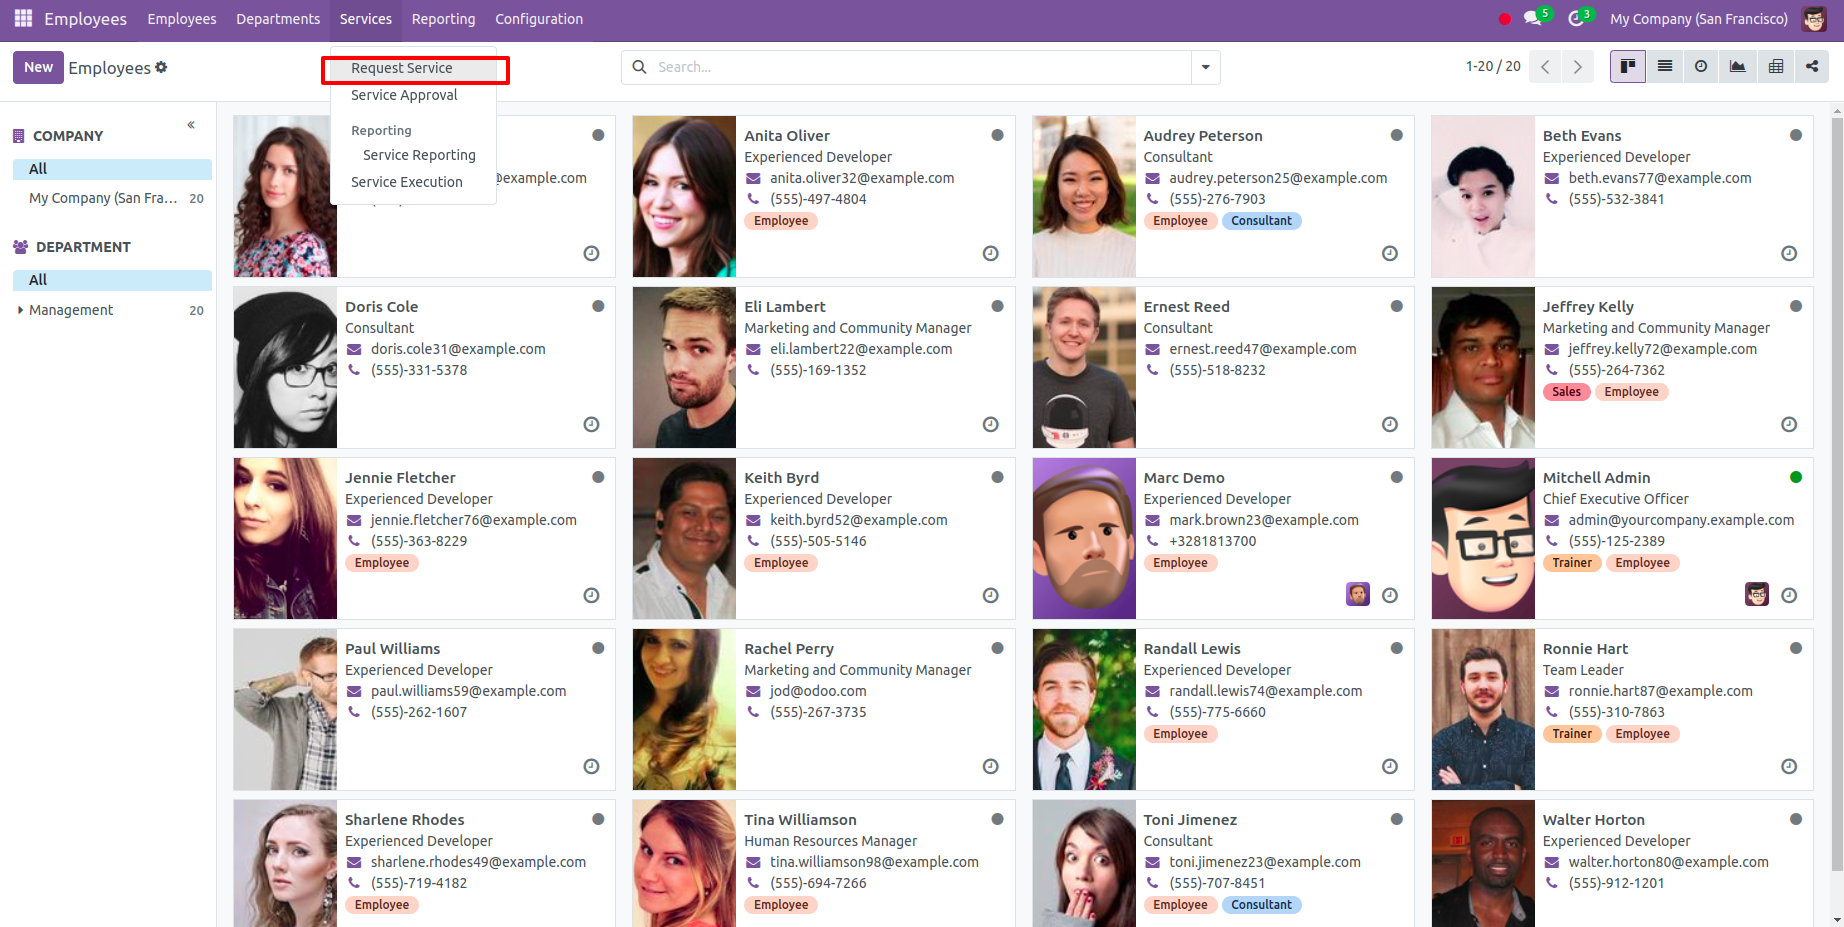 Employees Employees Departments Services Reporting Configuration 5 3 My Company (San Francisco)
New Employees Search... 1-20 / 20
Request Service
Service Approval
Reporting
Service Reporting
Service Execution
COMPANY
All
My Company (San Fra... 20
DEPARTMENT
All
Management 20
@example.com
Anita Oliver
Experienced Developer
anita.oliver32@example.com
(555)-497-4804
Employee
Audrey Peterson
Consultant
audrey.peterson25@example.com
(555)-276-7903
Employee Consultant
Beth Evans
Experienced Developer
beth.evans77@example.com
(555)-532-3841
Doris Cole
Consultant
doris.cole31@example.com
(555)-331-5378
Eli Lambert
Marketing and Community Manager
eli.lambert22@example.com
(555)-169-1352
Ernest Reed
Consultant
ernest.reed47@example.com
(555)-518-8232
Jeffrey Kelly
Marketing and Community Manager
jeffrey.kelly72@example.com
(555)-264-7362
Sales Employee
Jennie Fletcher
Experienced Developer
jennie.fletcher76@example.com
(555)-363-8229
Employee
Keith Byrd
Experienced Developer
keith.byrd52@example.com
(555)-505-5146
Employee
Marc Demo
Experienced Developer
mark.brown23@example.com
+3281813700
Employee
Mitchell Admin
Chief Executive Officer
admin@yourcompany.example.com
(555)-125-2389
Trainer Employee
Paul Williams
Experienced Developer
paul.williams59@example.com
(555)-262-1607
Rachel Perry
Marketing and Community Manager
jod@odoo.com
(555)-267-3735
Randall Lewis
Experienced Developer
randall.lewis74@example.com
(555)-775-6660
Employee
Ronnie Hart
Team Leader
ronnie.hart87@example.com
(555)-310-7863
Trainer Employee
Sharlene Rhodes
Experienced Developer
sharlene.rhodes49@example.com
(555)-719-4182
Employee
Tina Williamson
Human Resources Manager
tina.williamson98@example.com
(555)-694-7266
Employee
Toni Jimenez
Consultant
toni.jimenez23@example.com
(555)-707-8451
Employee Consultant
Walter Horton
Experienced Developer
walter.horton80@example.com
(555)-912-1201